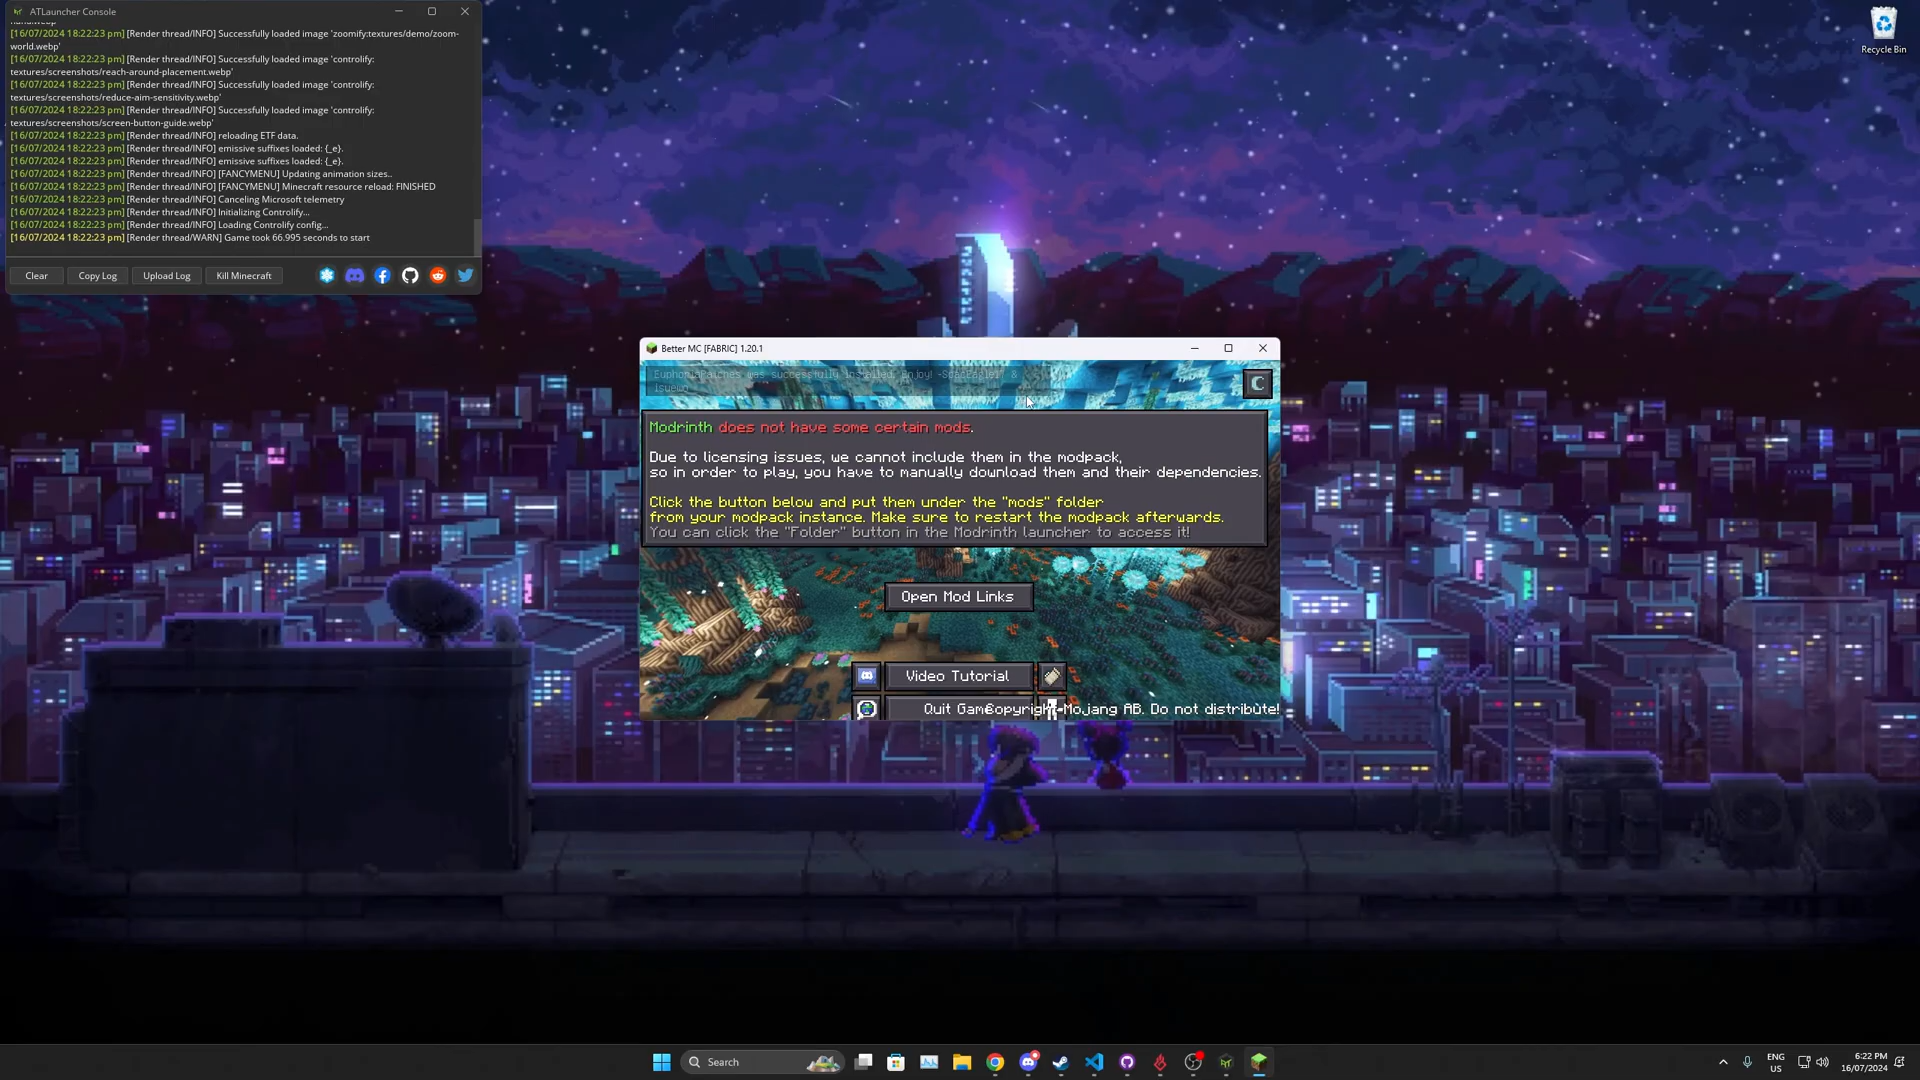 ATLauncher Console
[16/07/2024 18:22:23 pm] [Render thread/INFO] Successfully loaded image 'zoomify:textures/demo/zoom-
world.webp'
[16/07/2024 18:22:23 pm] [Render thread/INFO] Successfully loaded image 'controlify:
textures/screenshots/reach-around-placement.webp'
[16/07/2024 18:22:23 pm] [Render thread/INFO] Successfully loaded image 'controlify:
textures/screenshots/reduce-aim-sensitivity.webp'
[16/07/2024 18:22:23 pm] [Render thread/INFO] Successfully loaded image 'controlify:
textures/screenshots/screen-button-guide.webp'
[16/07/2024 18:22:23 pm] [Render thread/INFO] reloading ETF data.
[16/07/2024 18:22:23 pm] [Render thread/INFO] emissive suffixes loaded: {_e}.
[16/07/2024 18:22:23 pm] [Render thread/INFO] emissive suffixes loaded: {_e}.
[16/07/2024 18:22:23 pm] [Render thread/INFO] [FANCYMENU] Updating animation sizes..
[16/07/2024 18:22:23 pm] [Render thread/INFO] [FANCYMENU] Minecraft resource reload: FINISHED
[16/07/2024 18:22:23 pm] [Render thread/INFO] Canceling Microsoft telemetry
[16/07/2024 18:22:23 pm] [Render thread/INFO] Initializing Controlify...
[16/07/2024 18:22:23 pm] [Render thread/INFO] Loading Controlify config...
[16/07/2024 18:22:23 pm] [Render thread/WARN] Game took 66.995 seconds to start
Clear Copy Log Upload Log Kill Minecraft
Recycle Bin
Better MC [FABRIC] 1.20.1
EuphoriaPatches was successfully installed. Enjoy! -SpacEagle17 &
isuewo
Modrinth does not have some certain mods.
Due to licensing issues, we cannot include them in the modpack,
so in order to play, you have to manually download them and their dependencies.
Click the button below and put them under the "mods" folder
from your modpack instance. Make sure to restart the modpack afterwards.
You can click the "Folder" button in the Modrinth launcher to access it!
Open Mod Links
Video Tutorial
Quit Game
Copyright Mojang AB. Do not distribute!
Search
ENG
US
6:22 PM
16/07/2024